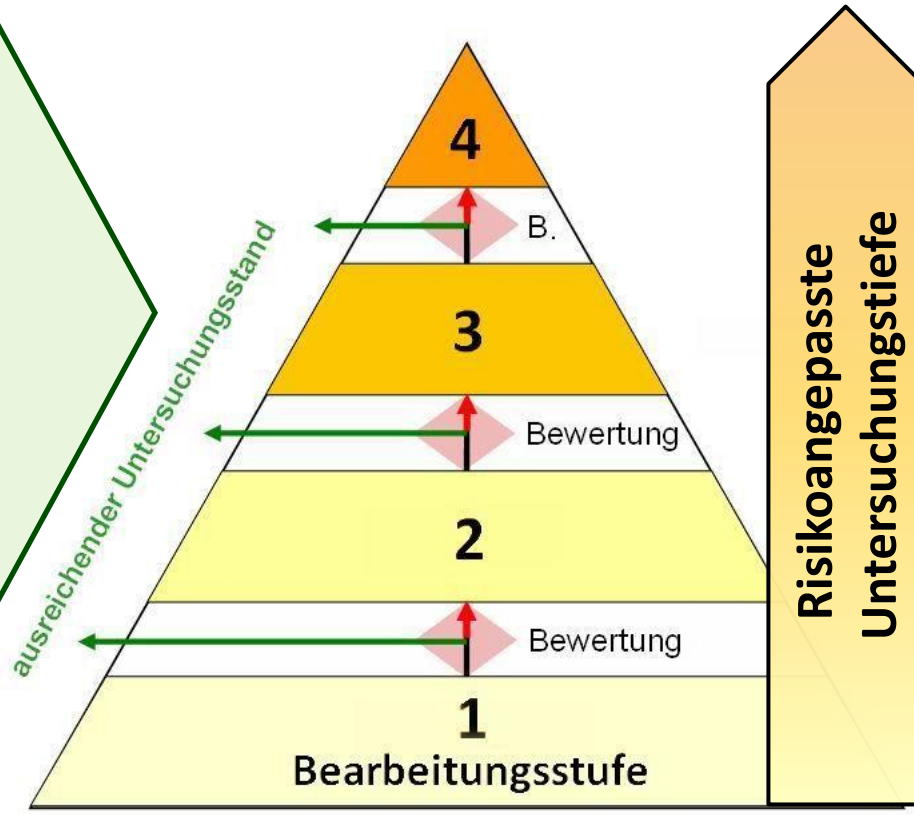 4
B.
3
Bewertung
2
Bewertung
1
Bearbeitungsstufe
ausreichender Untersuchungsstand
Risikoangepasste
Untersuchungstiefe